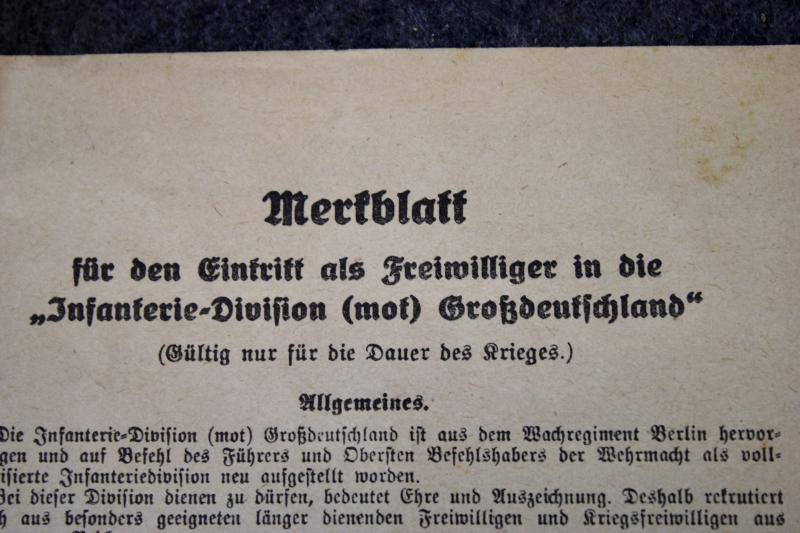 Merkblatt
für den Eintritt als Freiwilliger in die
„Infanterie-Division (mot) Großdeutschland“
(Gültig nur für die Dauer des Krieges.)
Allgemeines.
Die Infanterie-Division (mot) Großdeutschland ist aus dem Wachregiment Berlin hervor-
gen und auf Befehl des Führers und Obersten Befehlshabers der Wehrmacht als voll-
isierte Infanteriedivision neu aufgestellt worden.
Bei dieser Division dienen zu dürfen, bedeutet Ehre und Auszeichnung. Deshalb rekrutiert
h aus besonders geeigneten länger dienenden Freiwilligen und Kriegsfreiwilligen aus